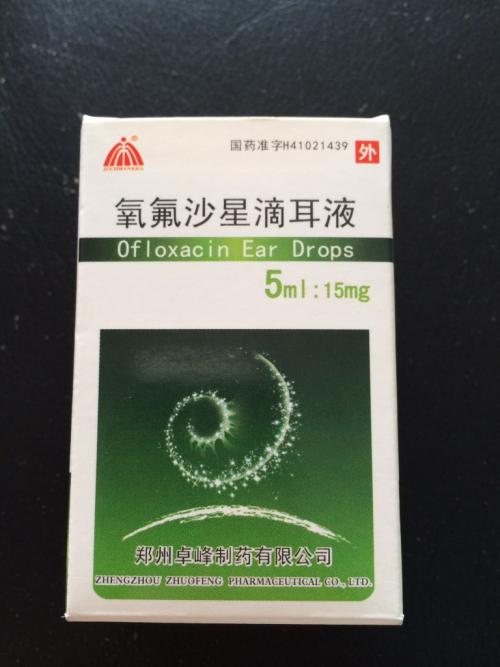 国药准字H41021439 外
氧氟沙星滴耳液
Ofloxacin Ear Drops
5ml:15mg
郑州卓峰制药有限公司
ZHENGZHOU ZHUOFENG PHARMACEUTICAL CO., LTD.